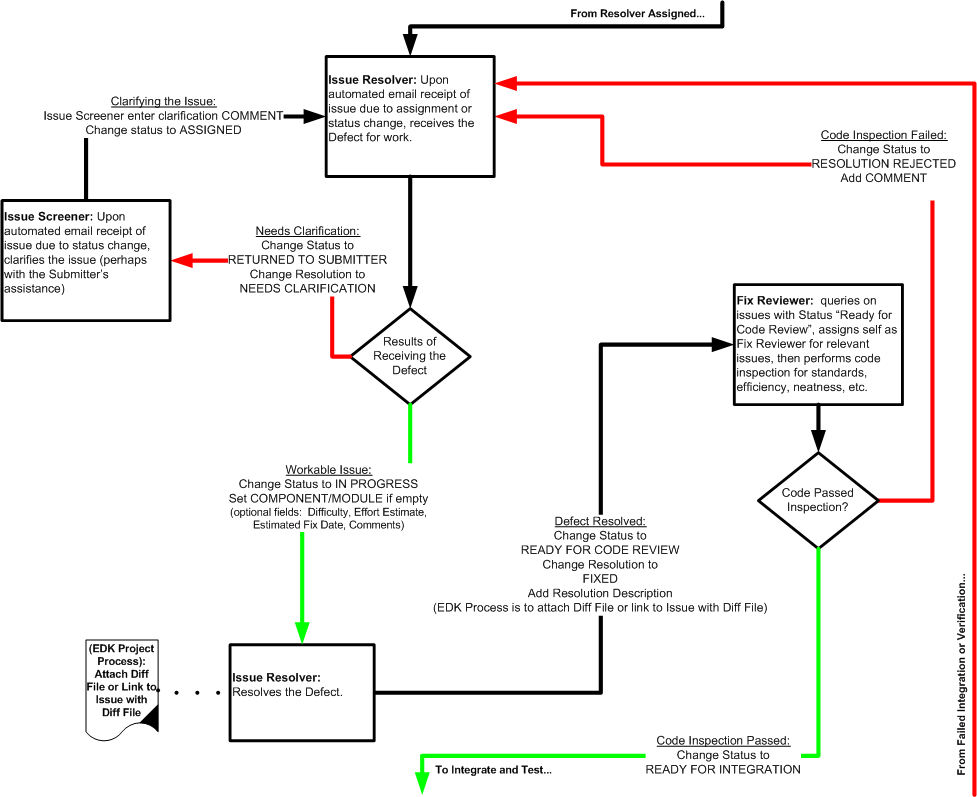 From Resolver Assigned...
Issue Resolver: Upon
automated email receipt of
issue due to assignment or
status change, receives the
Defect for work.
Clarifying the Issue:
Issue Screener enter clarification COMMENT
Change status to ASSIGNED
Code Inspection Failed:
Change Status to
RESOLUTION REJECTED
Add COMMENT
Issue Screener: Upon
automated email receipt of
issue due to status change,
clarifies the issue (perhaps
with the Submitter's
assistance)
Needs Clarification:
Change Status to
RETURNED TO SUBMITTER
Change Resolution to
NEEDS CLARIFICATION
Results of
Receiving the
Defect
Fix Reviewer:  queries on
issues with Status “Ready for
Code Review”, assigns self as
Fix Reviewer for relevant
issues, then performs code
inspection for standards,
efficiency, neatness, etc.
Workable Issue:
Change Status to IN PROGRESS
Set COMPONENT/MODULE if empty
(optional fields:  Difficulty, Effort Estimate,
Estimated Fix Date, Comments)
Code Passed
Inspection?
Defect Resolved:
Change Status to
READY FOR CODE REVIEW
Change Resolution to
FIXED
Add Resolution Description
(EDK Process is to attach Diff File or link to Issue with Diff File)
From Failed Integration or Verification...
(EDK Project
Process):
Attach Diff
File or Link to
Issue with
Diff File
Issue Resolver:
Resolves the Defect.
Code Inspection Passed:
Change Status to
READY FOR INTEGRATION
To Integrate and Test...